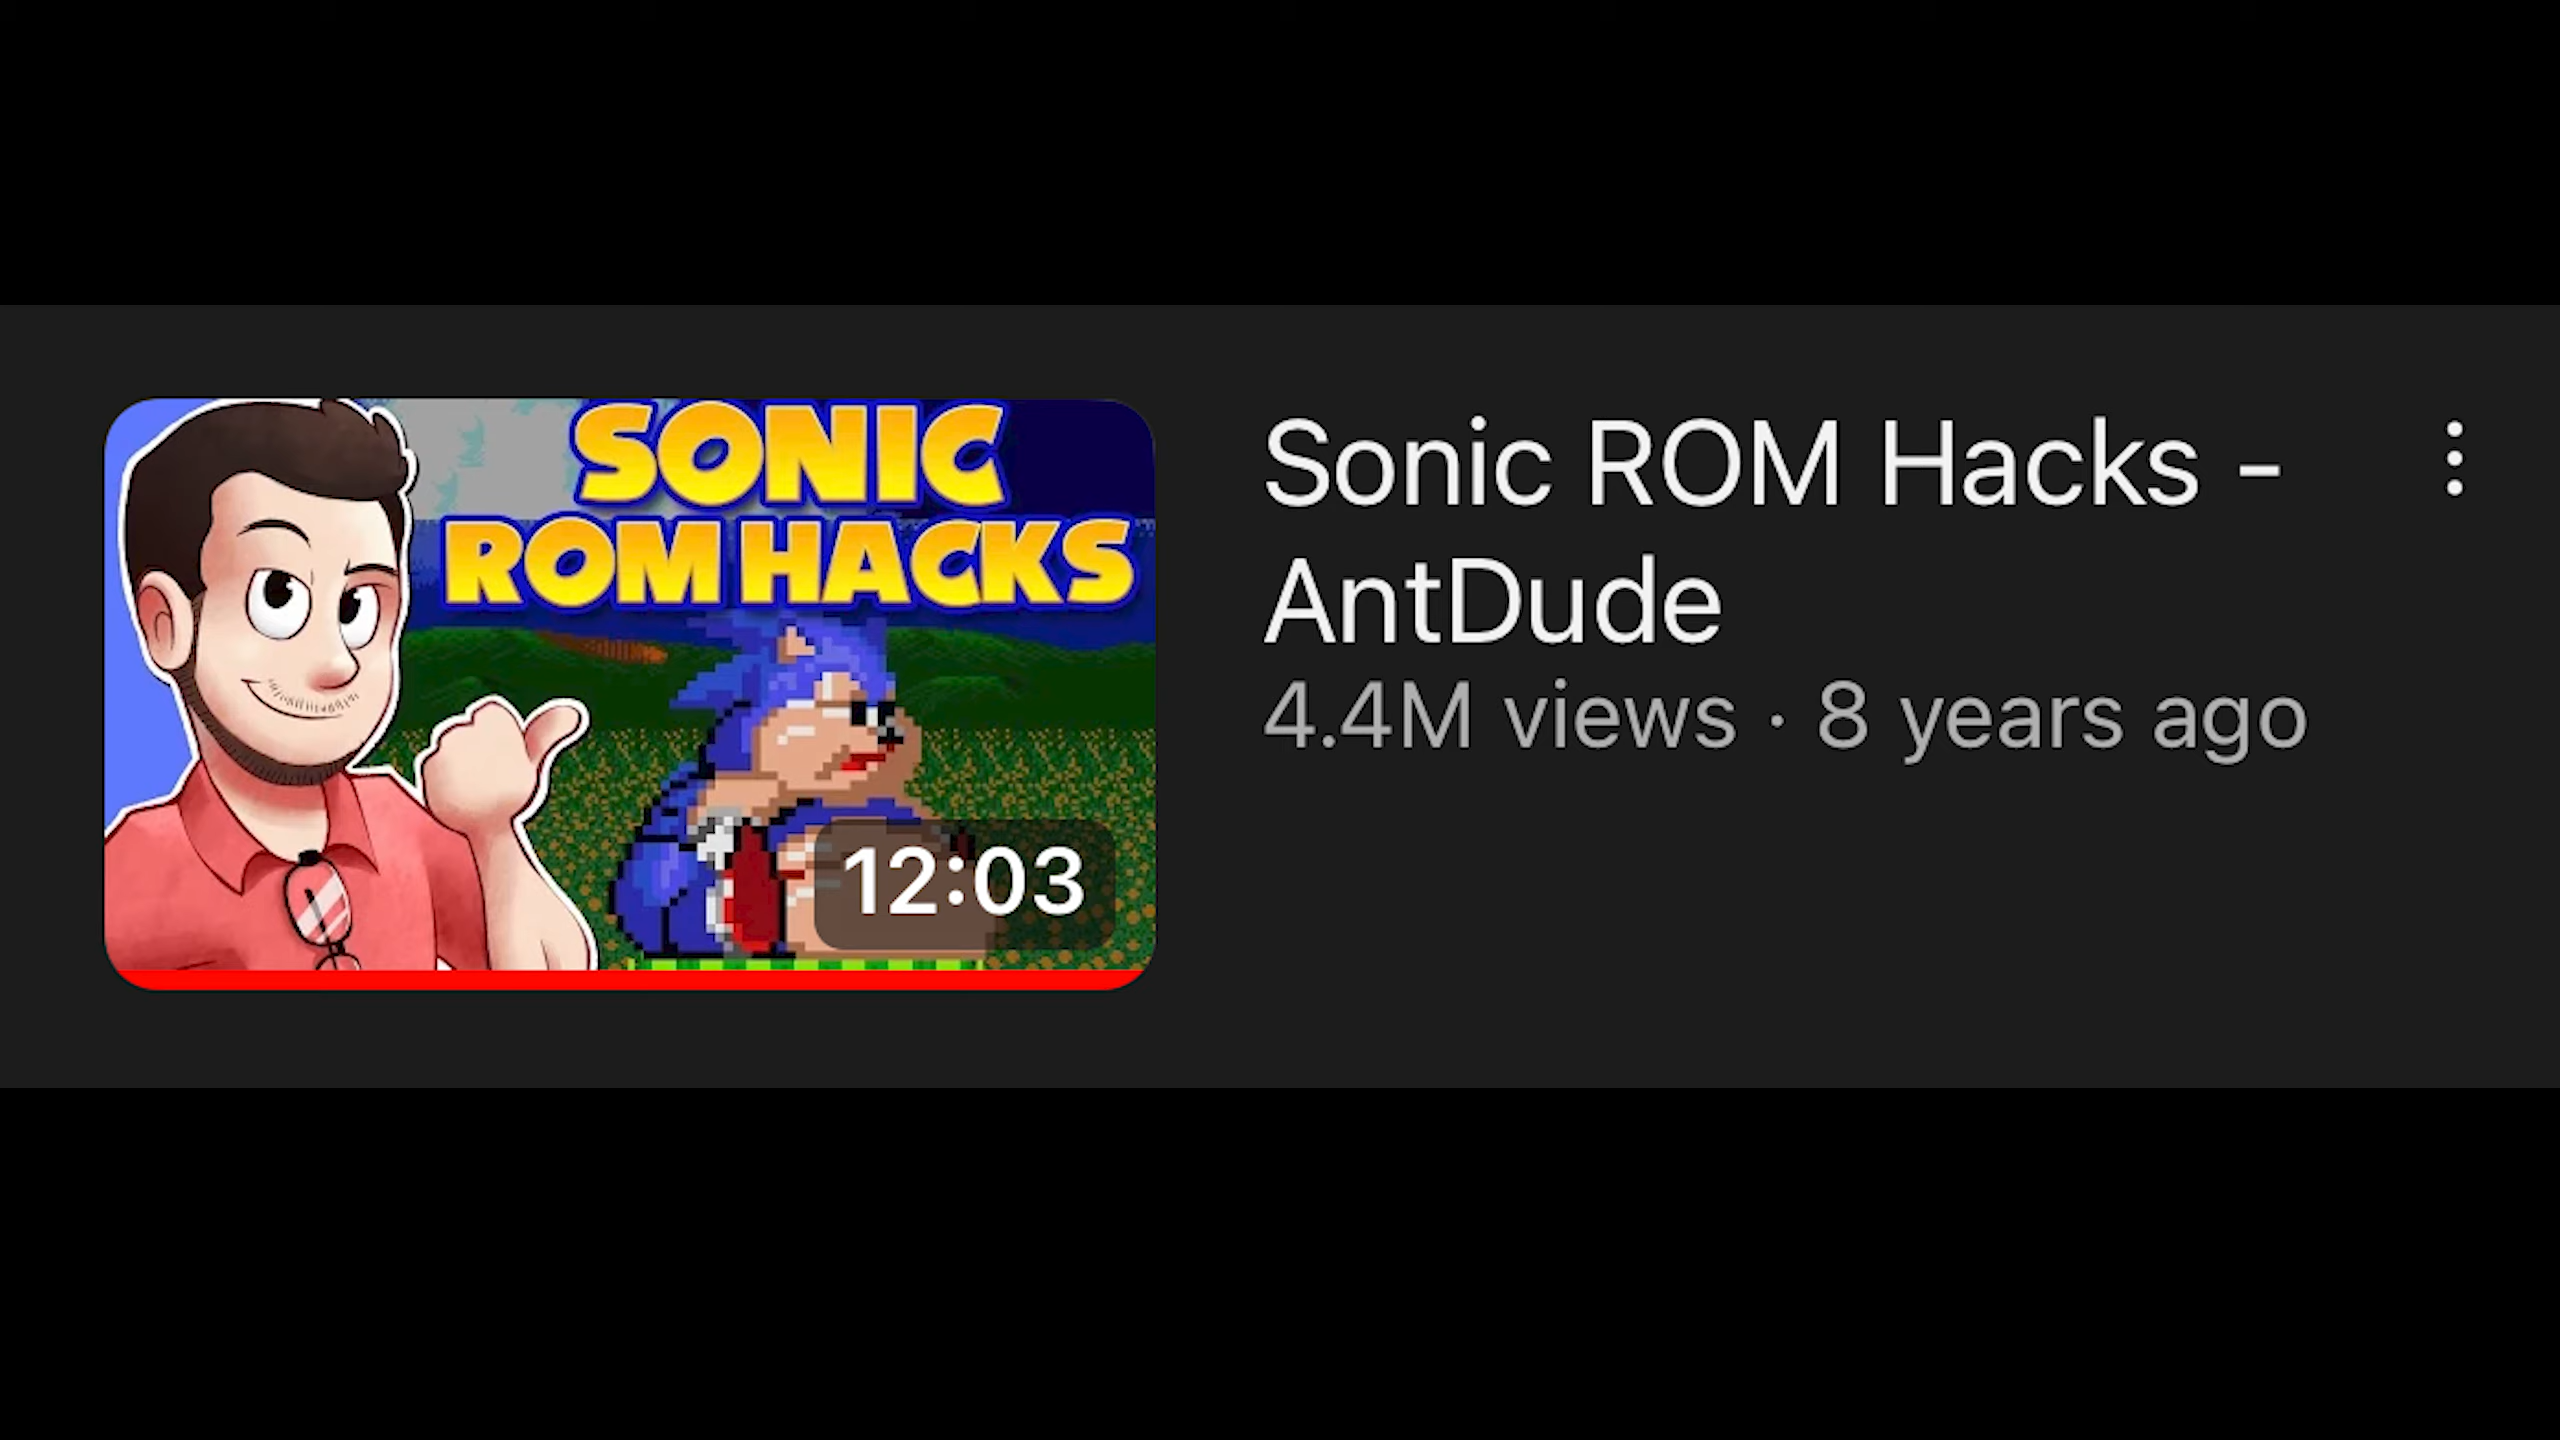 SONIC
ROM HACKS
12:03
Sonic ROM Hacks -
AntDude
4.4M views · 8 years ago